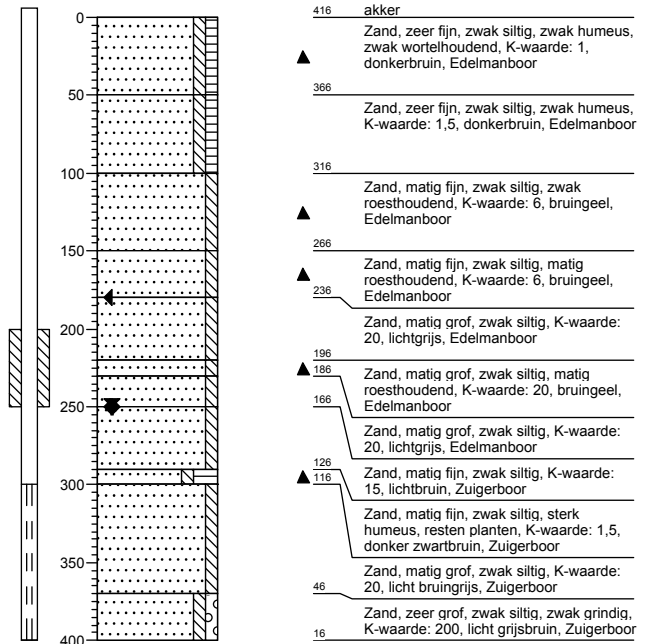 0
50
100
150
200
250
300
350
400
416 akker
Zand, zeer fijn, zwak siltig, zwak humeus,
zwak wortelhoudend, K-waarde: 1,
donkerbruin, Edelmanboor
366
Zand, zeer fijn, zwak siltig, zwak humeus,
K-waarde: 1,5, donkerbruin, Edelmanboor
316
Zand, matig fijn, zwak siltig, zwak
roesthoudend, K-waarde: 6, bruingeel,
Edelmanboor
266
Zand, matig fijn, zwak siltig, matig
roesthoudend, K-waarde: 6, bruingeel,
Edelmanboor
236
Zand, matig grof, zwak siltig, K-waarde:
20, lichtgrijs, Edelmanboor
196
186
Zand, matig grof, zwak siltig, matig
roesthoudend, K-waarde: 20, bruingeel,
Edelmanboor
166
Zand, matig grof, zwak siltig, K-waarde:
20, lichtgrijs, Edelmanboor
126
Zand, matig fijn, zwak siltig, K-waarde:
15, lichtbruin, Zuigerboor
116
Zand, matig fijn, zwak siltig, sterk
humeus, resten planten, K-waarde: 1,5,
donker zwartbruin, Zuigerboor
Zand, matig grof, zwak siltig, K-waarde:
20, licht bruingrijs, Zuigerboor
46
Zand, zeer grof, zwak siltig, zwak grindig,
K-waarde: 200, licht grijsbruin, Zuigerboor
16